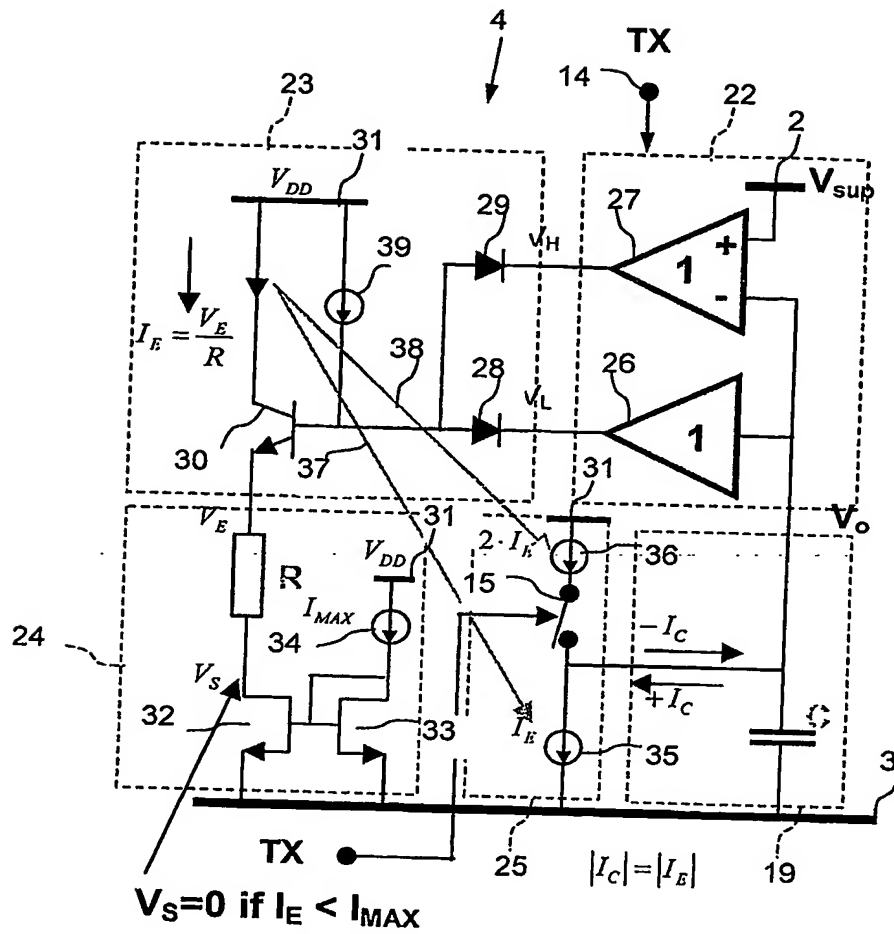 4
TX
14
23
22
31
2
V_DD
V_sup
27
29
V_H
+
1
-
39
I_E = V_E/R
38
26
28
V_L
1
30
37
31
V_E
V_o
31
2·I_E
36
V_DD
15
R
I_MAX
34
-I_C
24
+I_C
V_S
32
33
I_E
35
C
3
TX
25
|I_C|=|I_E|
19
V_S=0 if I_E < I_MAX